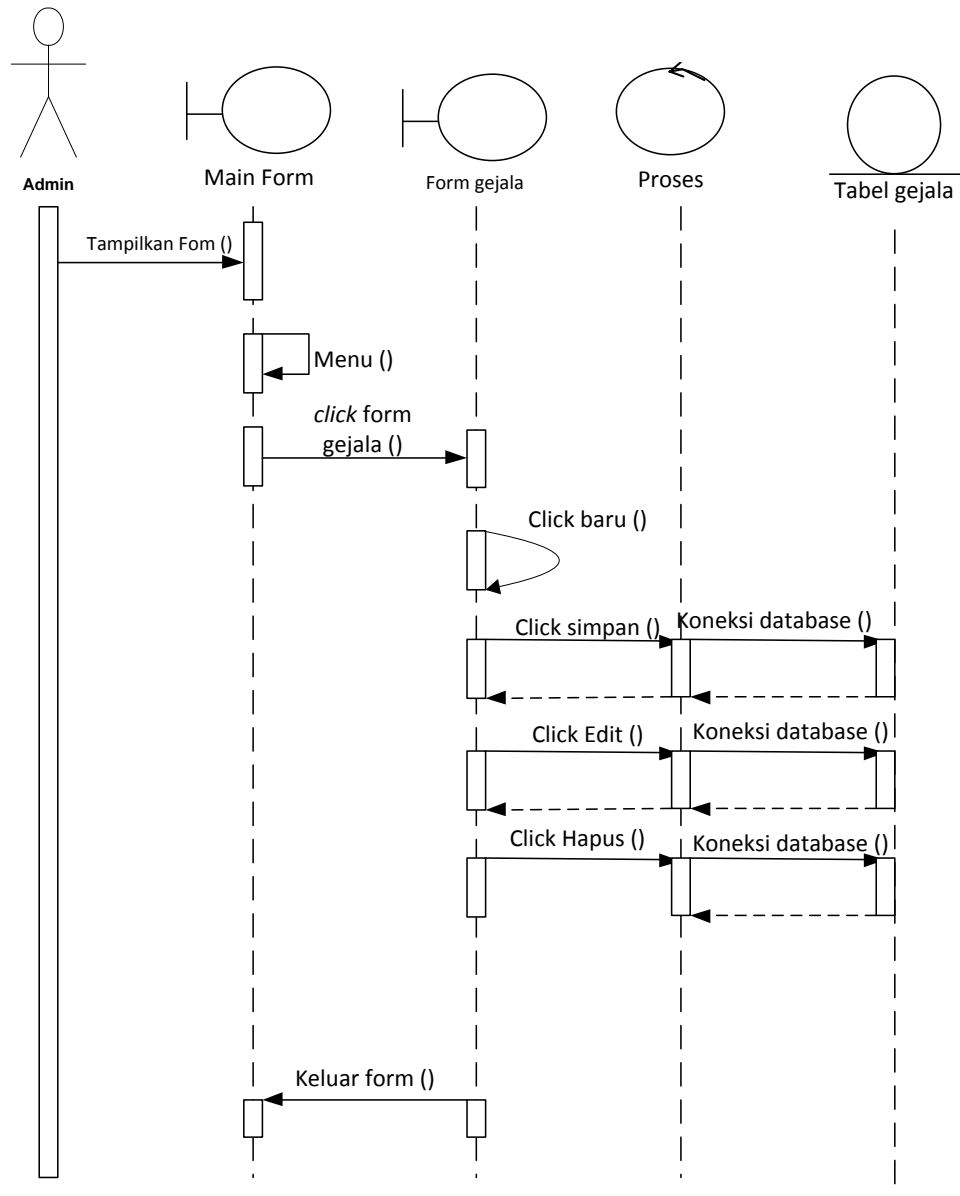 Admin
Main Form
Form gejala
Proses
Tabel gejala
Tampilkan Fom ()
Menu ()
click form
gejala ()
Click baru ()
Click simpan ()
Koneksi database ()
Click Edit ()
Koneksi database ()
Click Hapus ()
Koneksi database ()
Keluar form ()